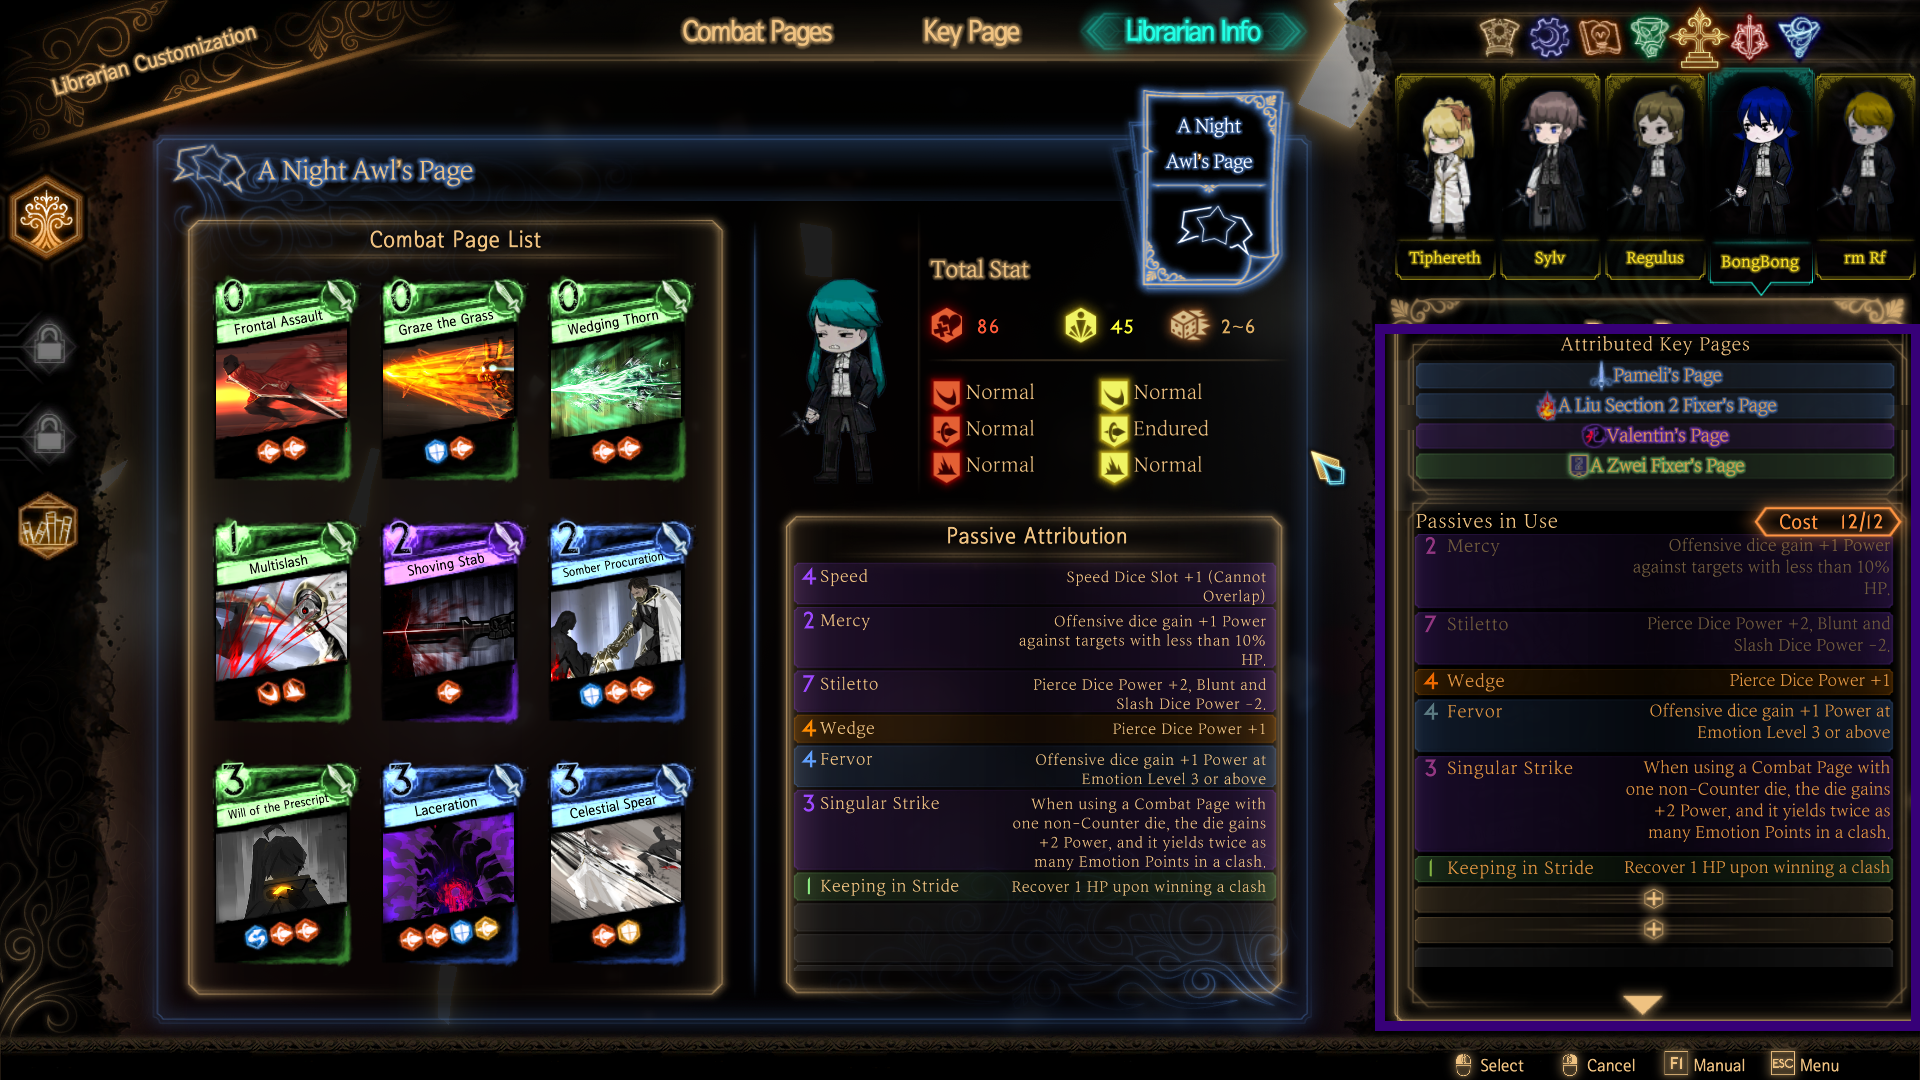 Librarian Customization
Combat Pages
Key Page
Librarian Info
A Night Awl's Page
A Night
Awl's Page
Combat Page List
0
Frontal Assault
0
Graze the Grass
0
Wedging Thorn
1
Multislash
2
Shoving Stab
2
Somber Procuration
3
Will of the Prescript
3
Laceration
3
Celestial Spear
Total Stat
86
45
2~6
Normal
Normal
Normal
Endured
Normal
Normal
Passive Attribution
4 Speed
Speed Dice Slot +1 (Cannot
Overlap)
2 Mercy
Offensive dice gain +1 Power
against targets with less than 10%
HP.
7 Stiletto
Pierce Dice Power +2, Blunt and
Slash Dice Power -2.
4 Wedge
Pierce Dice Power +1
4 Fervor
Offensive dice gain +1 Power at
Emotion Level 3 or above
3 Singular Strike
When using a Combat Page with
one non-Counter die, the die gains
+2 Power, and it yields twice as
many Emotion Points in a clash.
1 Keeping in Stride
Recover 1 HP upon winning a clash
Tiphereth
Sylv
Regulus
BongBong
rm Rf
Attributed Key Pages
Pameli's Page
A Liu Section 2 Fixer's Page
Valentin's Page
A Zwei Fixer's Page
Passives in Use
Cost 12/12
2 Mercy
Offensive dice gain +1 Power
against targets with less than 10%
HP.
7 Stiletto
Pierce Dice Power +2, Blunt and
Slash Dice Power -2.
4 Wedge
Pierce Dice Power +1
4 Fervor
Offensive dice gain +1 Power at
Emotion Level 3 or above
3 Singular Strike
When using a Combat Page with
one non-Counter die, the die gains
+2 Power, and it yields twice as
many Emotion Points in a clash.
1 Keeping in Stride
Recover 1 HP upon winning a clash
Select
Cancel
F1 Manual
ESC Menu